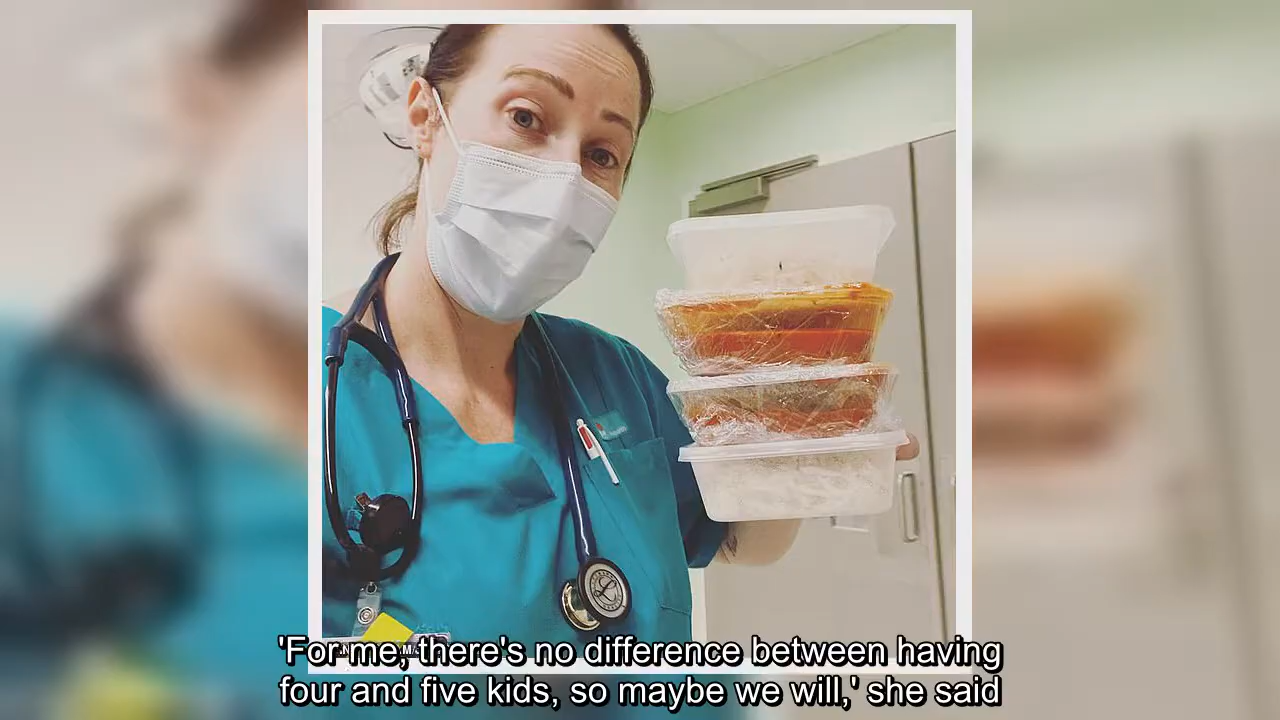 'For me, there's no difference between having
four and five kids, so maybe we will,' she said